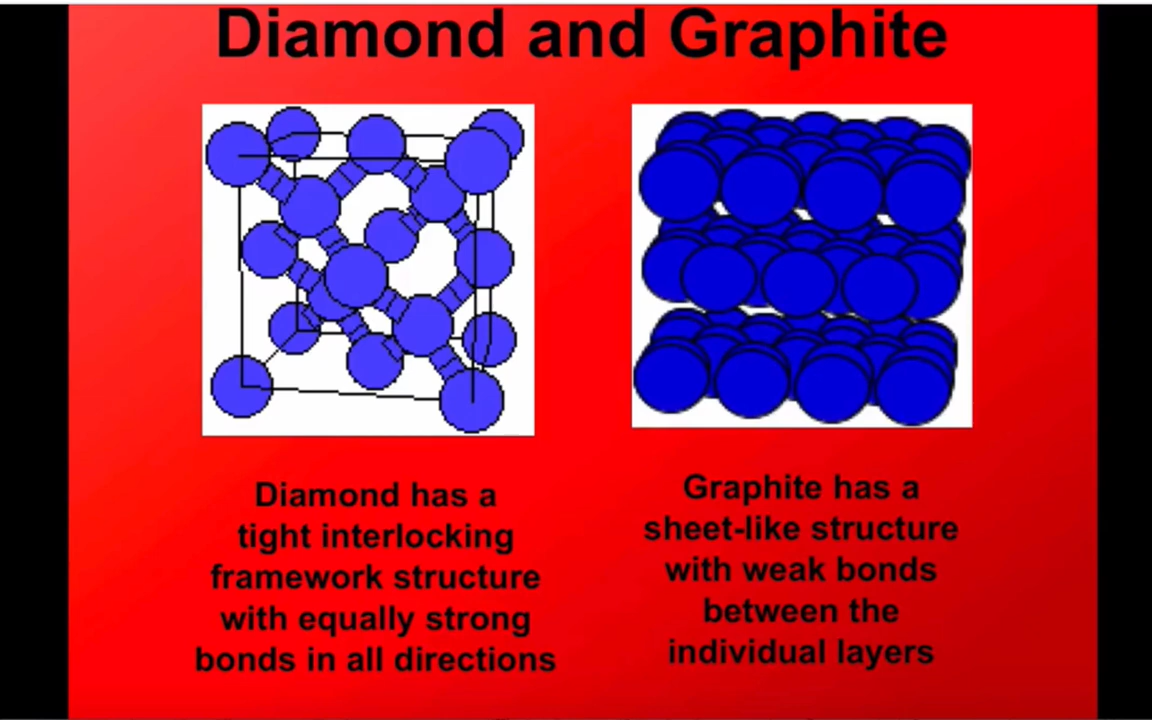 Diamond and Graphite
Diamond has a
tight interlocking
framework structure
with equally strong
bonds in all directions
Graphite has a
sheet-like structure
with weak bonds
between the
individual layers